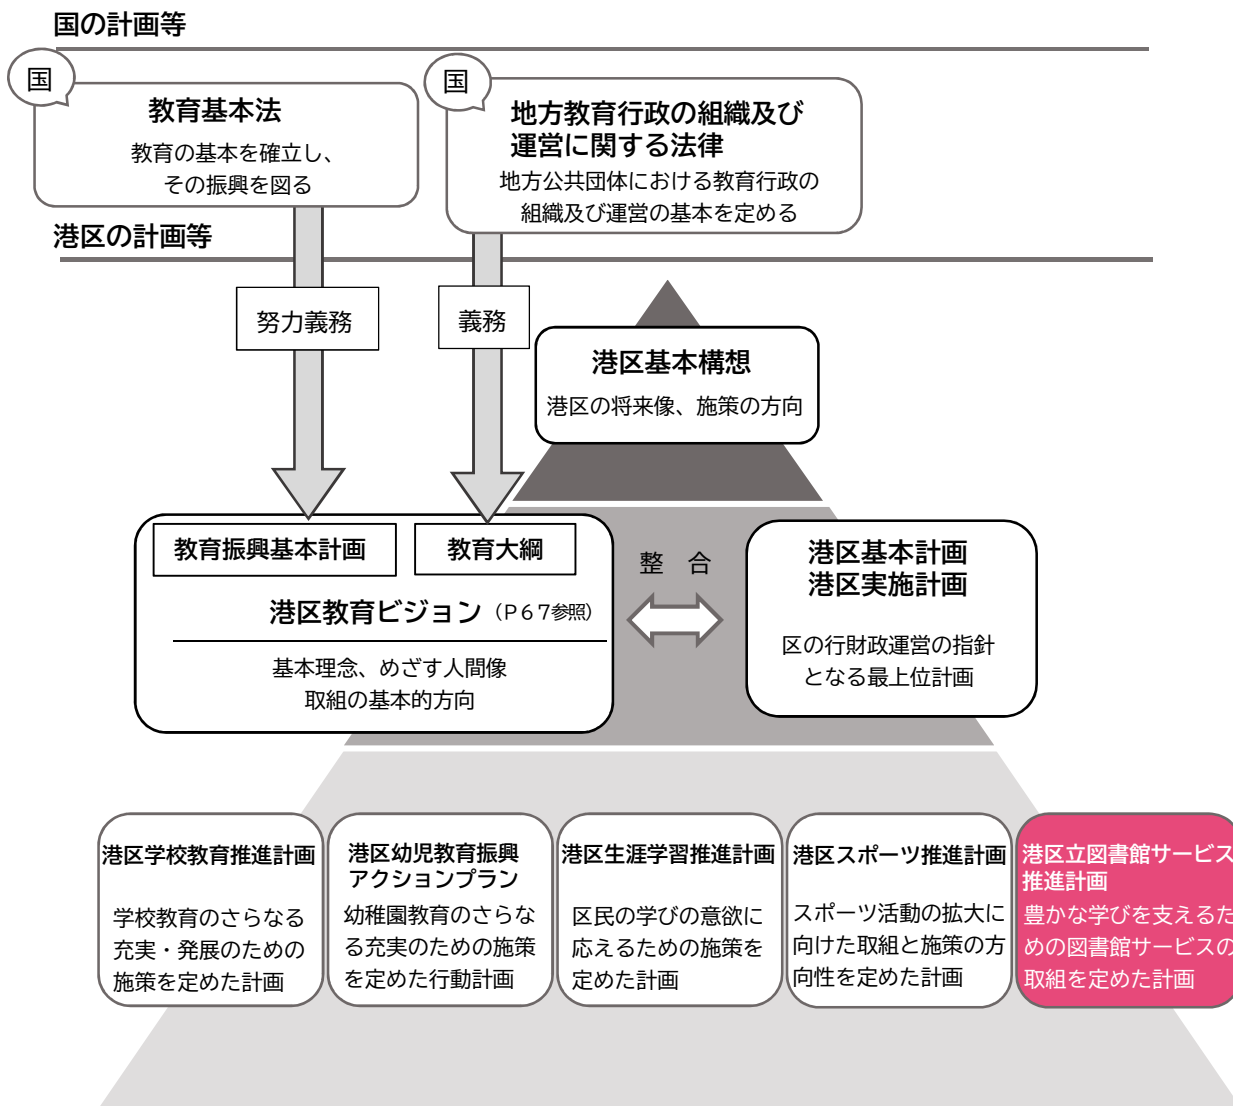 国の計画等
国
教育基本法
教育の基本を確立し、
その振興を図る
国
地方教育行政の組織及び
運営に関する法律
地方公共団体における教育行政の
組織及び運営の基本を定める
港区の計画等
努力義務
義務
港区基本構想
港区の将来像、施策の方向
教育振興基本計画
教育大綱
港区教育ビジョン（P67参照）
基本理念、めざす人間像
取組の基本的方向
整　合
港区基本計画
港区実施計画
区の行財政運営の指針
となる最上位計画
港区学校教育推進計画
学校教育のさらなる
充実・発展のための
施策を定めた計画
港区幼児教育振興
アクションプラン
幼稚園教育のさらな
る充実のための施策
を定めた行動計画
港区生涯学習推進計画
区民の学びの意欲に
応えるための施策を
定めた計画
港区スポーツ推進計画
スポーツ活動の拡大に
向けた取組と施策の方
向性を定めた計画
港区立図書館サービス
推進計画
豊かな学びを支えるた
めの図書館サービスの
取組を定めた計画